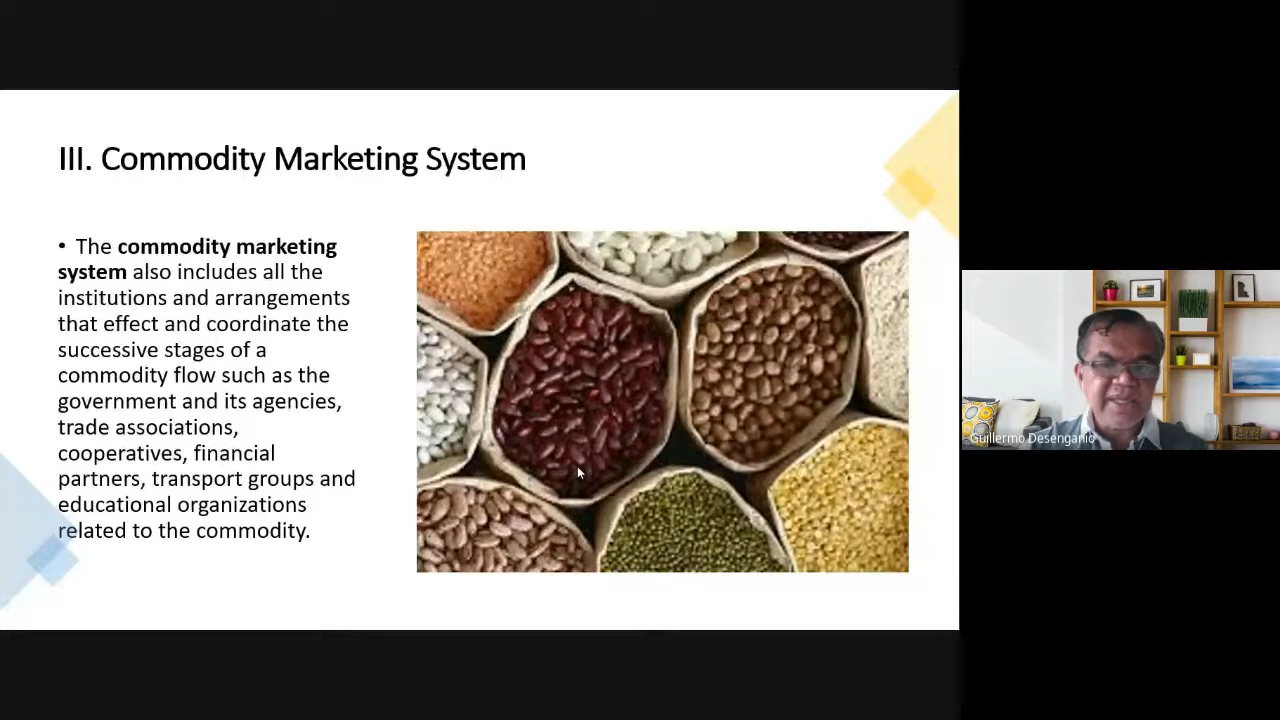 III. Commodity Marketing System
• The commodity marketing
system also includes all the
institutions and arrangements
that effect and coordinate the
successive stages of a
commodity flow such as the
government and its agencies,
trade associations,
cooperatives, financial
partners, transport groups and
educational organizations
related to the commodity.
Guillermo Desenganio